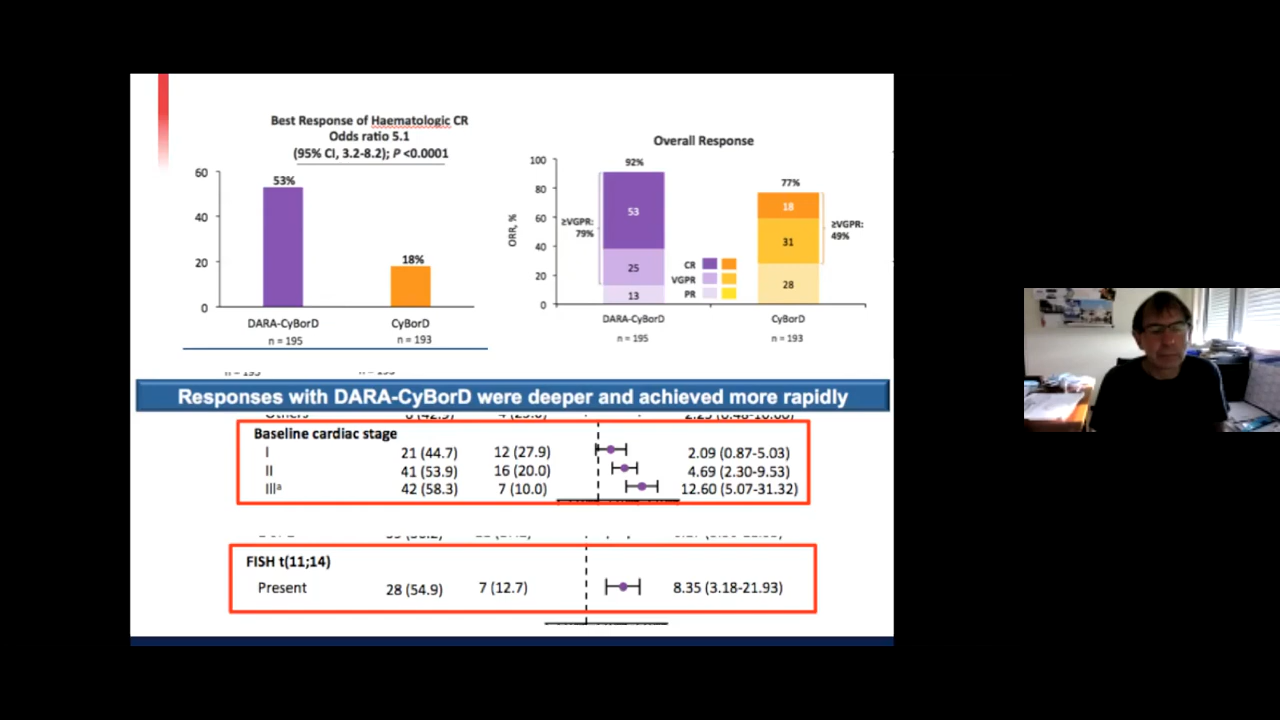 Best Response of Haematologic CR
Odds ratio 5.1
(95% CI, 3.2-8.2); P <0.0001
60
40
20
0
53%
18%
DARA-CyBorD
CyBorD
n = 195
n = 193
Overall Response
ORR, %
100
80
60
40
20
0
92%
53
25
13
≥VGPR:
79%
CR
VGPR
PR
77%
18
31
28
≥VGPR:
49%
DARA-CyBorD
CyBorD
n = 195
n = 193
Responses with DARA-CyBorD were deeper and achieved more rapidly
Baseline cardiac stage
I 21 (44.7) 12 (27.9) 2.09 (0.87-5.03)
II 41 (53.9) 16 (20.0) 4.69 (2.30-9.53)
IIIª 42 (58.3) 7 (10.0) 12.60 (5.07-31.32)
FISH t(11;14)
Present 28 (54.9) 7 (12.7) 8.35 (3.18-21.93)